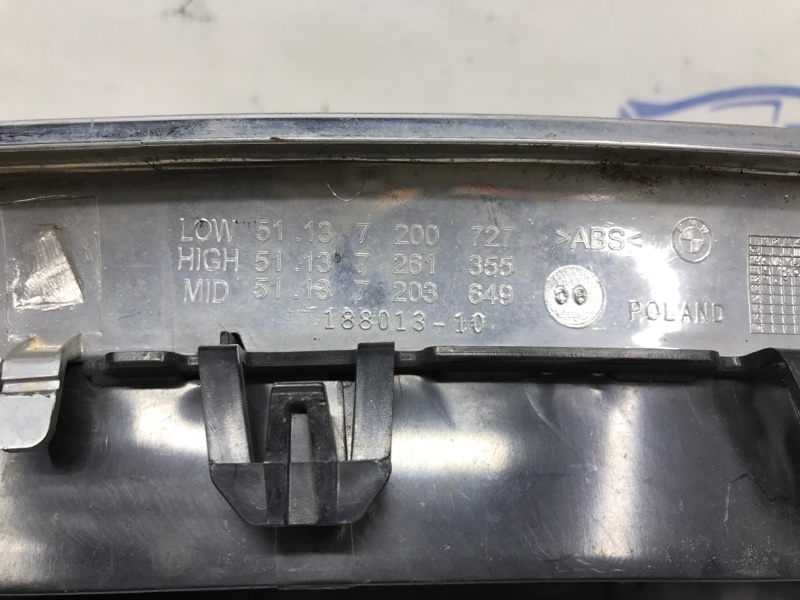 LOW 51.13 7 200 727 >ABS<
HIGH 51.13 7 261 355
MID 51.13 7 203 649
POLAND
188013-10